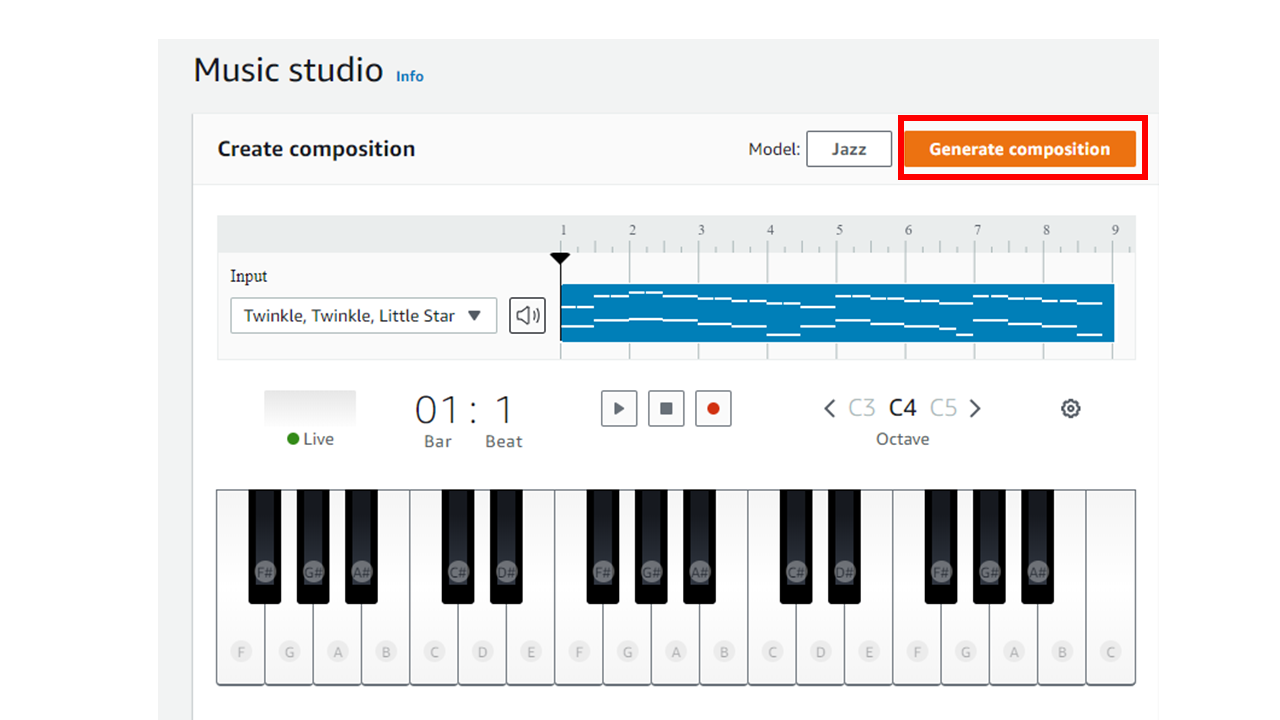 Music studio Info
Create composition Model: Jazz Generate composition
1 2 3 4 5 6 7 8 9
Input
Twinkle, Twinkle, Little Star
01 : 1 C3 C4 C5
Live Bar Beat Octave
F# G# A# C# D# F# G# A# C# D# F# G# A#
F G A B C D E F G A B C D E F G A B C